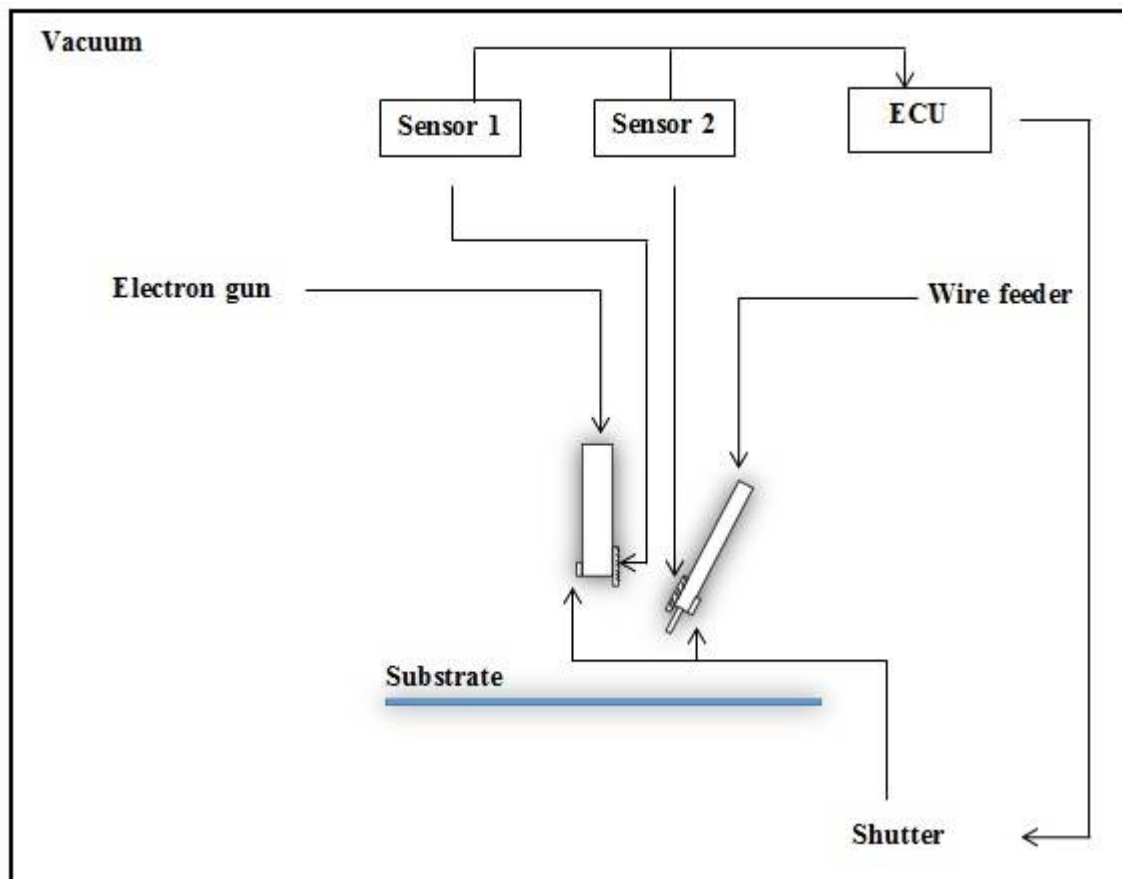 Vacuum
Sensor 1
Sensor 2
ECU
Electron gun
Wire feeder
Substrate
Shutter